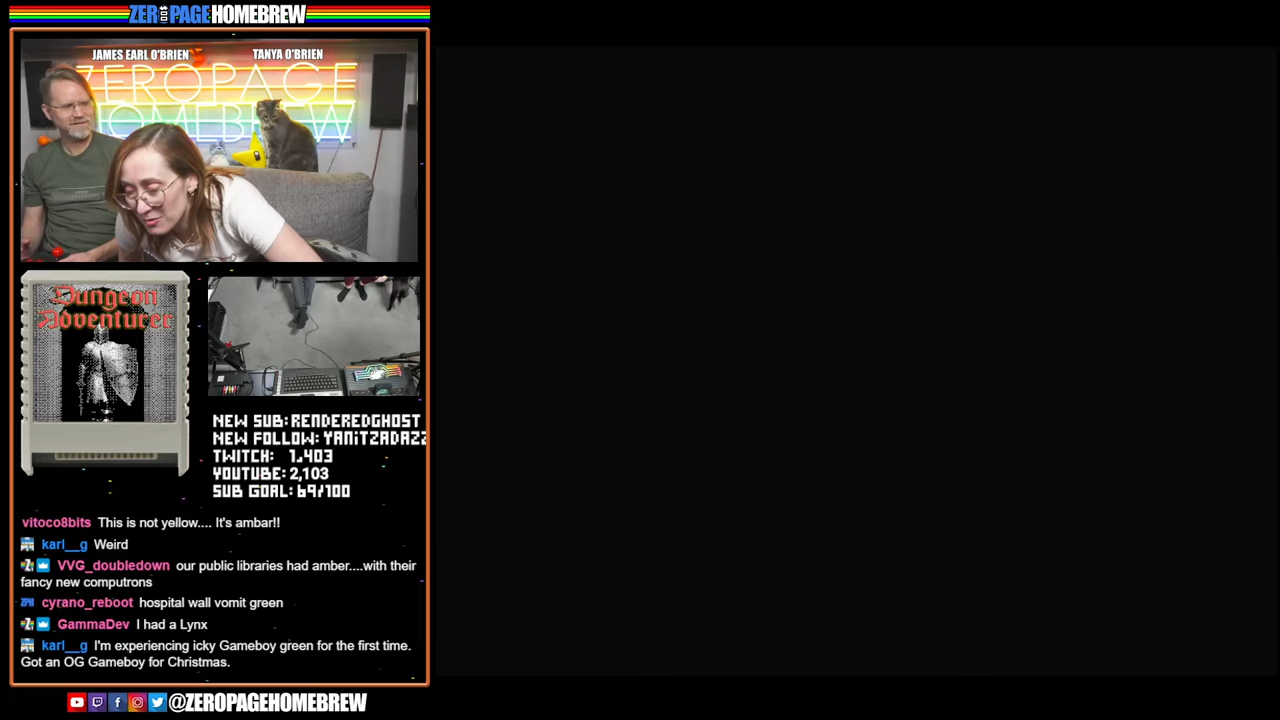 ZEROPAGE HOMEBREW
JAMES EARL O'BRIEN
TANYA O'BRIEN
ZEROPAGE
HOMEBREW
Dungeon
Adventurer
NEW SUB: RENDEREDGHOST
NEW FOLLOW: YANITZADAZZ
TWITCH: 1,403
YOUTUBE: 2,103
SUB GOAL: 69/100
vitoco8bits This is not yellow.... It's ambar!!
karl__g Weird
VVG_doubledown our public libraries had amber....with their
fancy new computrons
ZPH cyrano_reboot hospital wall vomit green
GammaDev I had a Lynx
karl__g I'm experiencing icky Gameboy green for the first time.
Got an OG Gameboy for Christmas.
@ZEROPAGEHOMEBREW